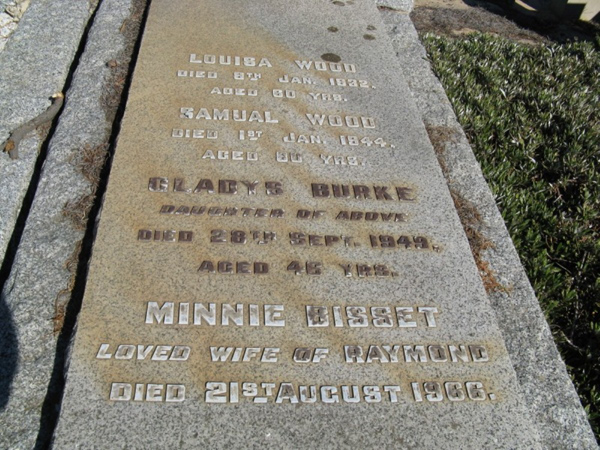 LOUISA WOOD
DIED 6TH JAN. 1932.
AGED 60 YRS.
SAMUAL WOOD
DIED 1ST JAN. 1944.
AGED 80 YRS.
GLADYS BURKE
DAUGHTER OF ABOVE
DIED 28TH SEPT. 1949.
AGED 45 YRS.
MINNIE BISSET
LOVED WIFE OF RAYMOND
DIED 21ST AUGUST 1966.